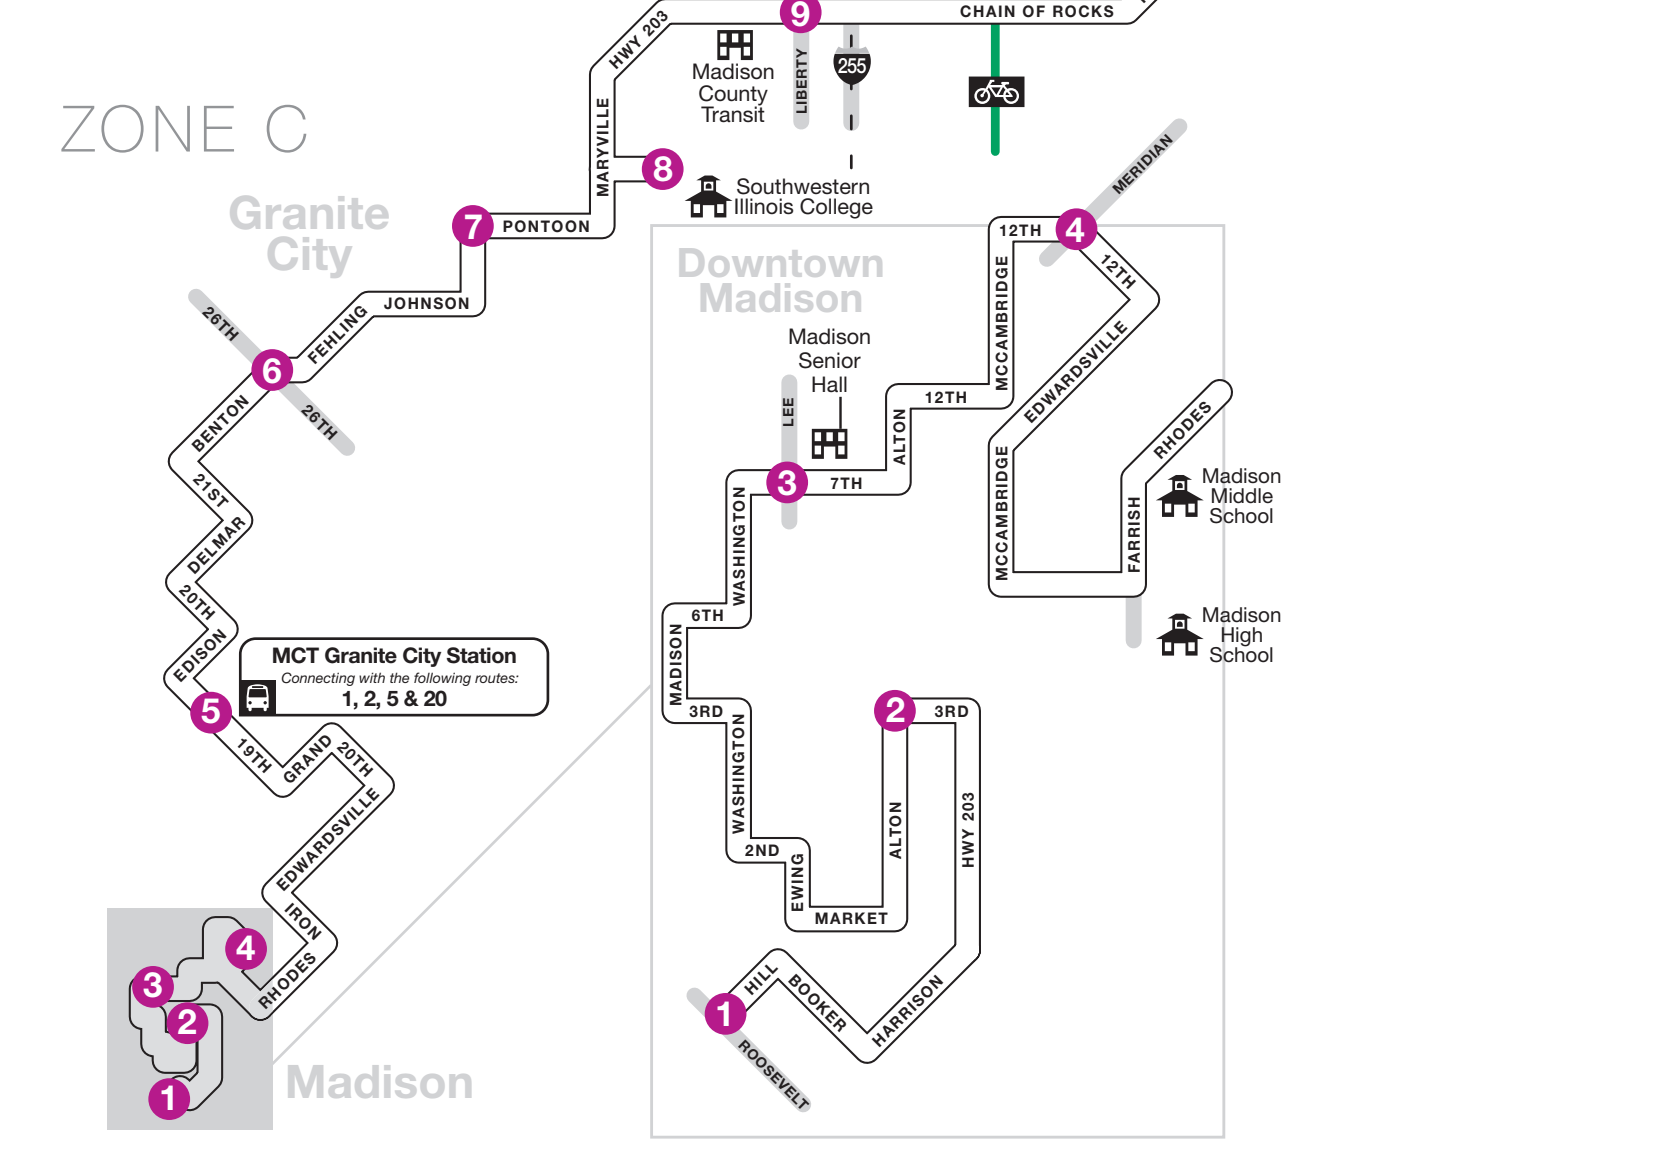 9
CHAIN OF ROCKS
HWY 203
Madison
County
Transit
LIBERTY
255
ZONE C
MARYVILLE
8
MERIDIAN
Southwestern
Illinois College
Granite
City
7
PONTOON
12TH
4
12TH
Downtown
Madison
MCCAMBRIDGE
JOHNSON
26TH
FEHLING
6
26TH
BENTON
Madison
Senior
Hall
LEE
EDWARDSVILLE
12TH
ALTON
RHODES
3
7TH
21ST
WASHINGTON
MCCAMBRIDGE
FARRISH
Madison
Middle
School
DELMAR
20TH
6TH
EDISON
MADISON
Madison
High
School
MCT Granite City Station
Connecting with the following routes:
1, 2, 5 & 20
5
3RD
2
3RD
19TH
GRAND
20TH
WASHINGTON
ALTON
HWY 203
EDWARDSVILLE
2ND
EWING
MARKET
IRON
4
3
RHODES
2
1
HILL
BOOKER
HARRISON
1
ROOSEVELT
Madison